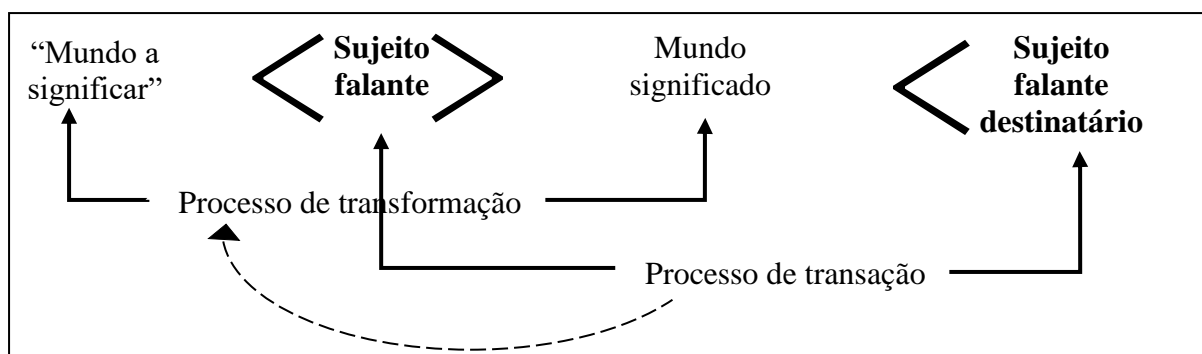 “Mundo a
significar”
Sujeito
falante
Mundo
significado
Sujeito
falante
destinatário
Processo de transformação
Processo de transação